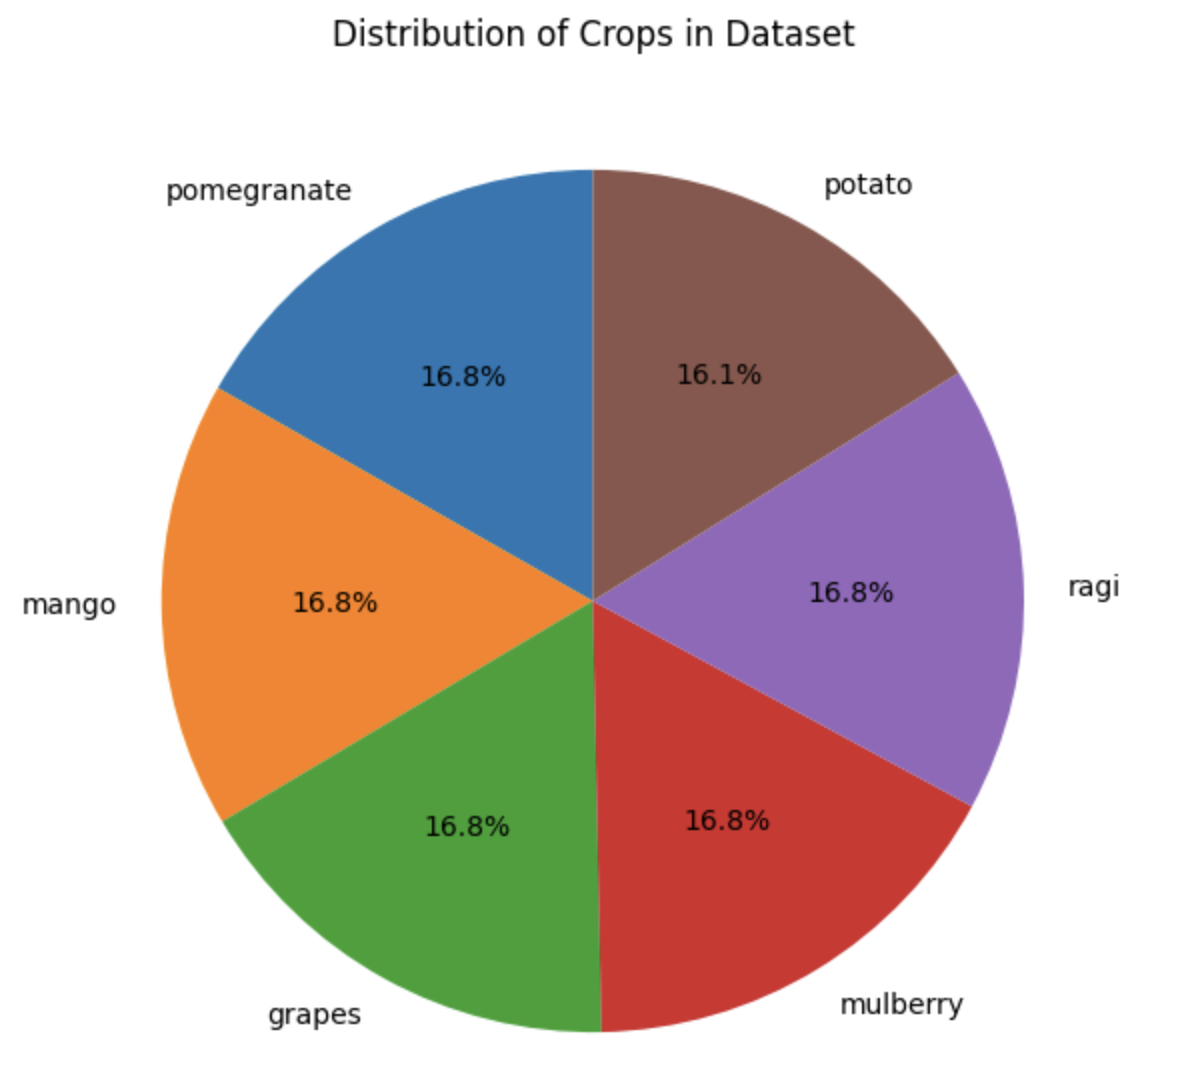 Distribution of Crops in Dataset
pomegranate
potato
16.8%
16.1%
mango
16.8%
16.8%
ragi
16.8%
16.8%
grapes
mulberry